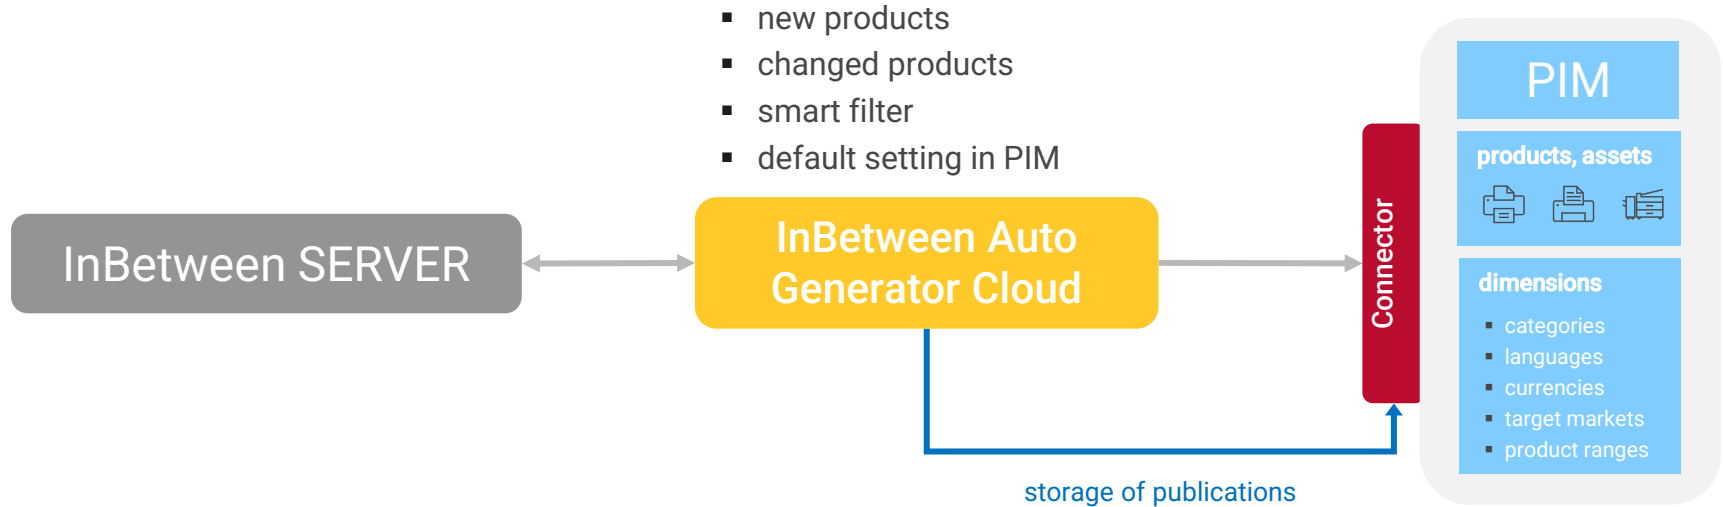 new products
changed products
smart filter
default setting in PIM
InBetween SERVER
InBetween Auto
Generator Cloud
Connector
PIM
products, assets
dimensions
categories
languages
currencies
target markets
product ranges
storage of publications